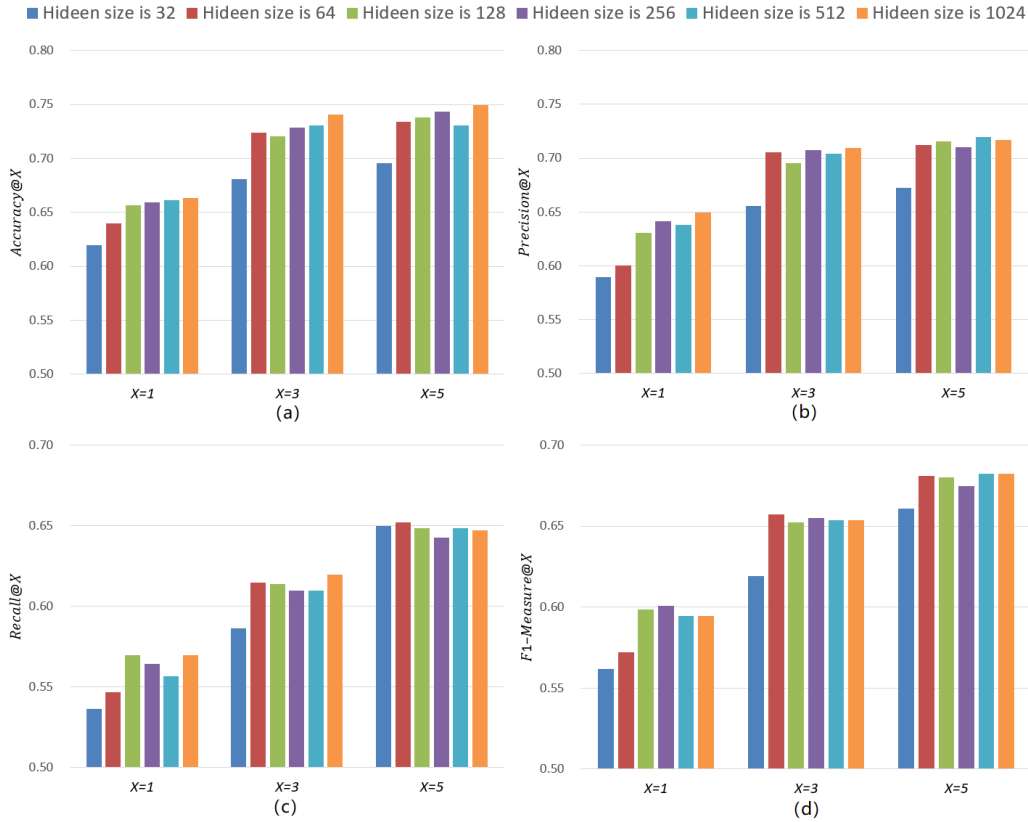 Hideen size is 32 Hideen size is 64 Hideen size is 128 Hideen size is 256 Hideen size is 512 Hideen size is 1024
0.80
0.75
0.70
0.65
0.60
0.55
0.50
Accuracy@X
X=1 X=3 X=5
(a)
0.80
0.75
0.70
0.65
0.60
0.55
0.50
Precision@X
X=1 X=3 X=5
(b)
0.70
0.65
0.60
0.55
0.50
Recall@X
X=1 X=3 X=5
(c)
0.70
0.65
0.60
0.55
0.50
F1-Measure@X
X=1 X=3 X=5
(d)